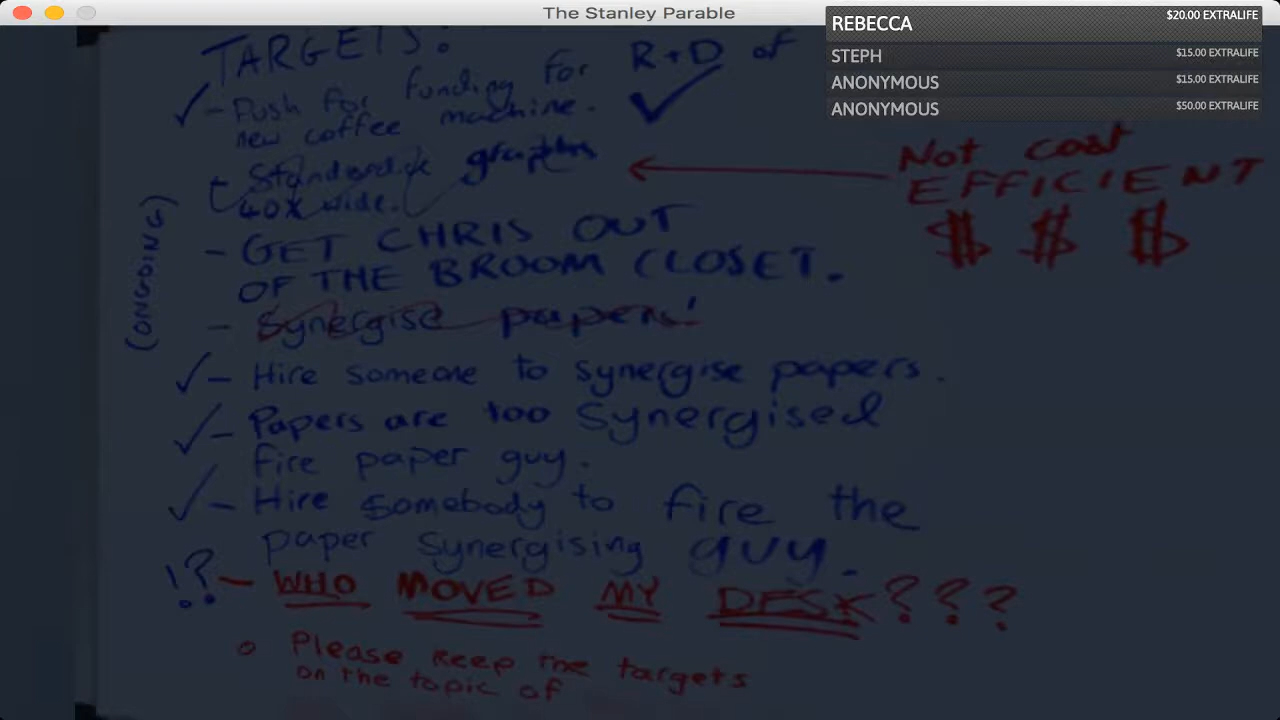 The Stanley Parable
REBECCA $20.00 EXTRALIFE
STEPH $15.00 EXTRALIFE
ANONYMOUS $15.00 EXTRALIFE
ANONYMOUS $50.00 EXTRALIFE
TARGETS:
✓ - Push for funding for R+D of
new coffee machine. ✓
- Standardick graphs
40x wide.
Not cost
EFFICIENT
$ $ $
(ONGOING)
- GET CHRIS OUT
OF THE BROOM CLOSET.
- Synergise papers!
✓ - Hire someone to synergise papers.
✓ - Papers are too Synergised
fire paper guy.
✓ - Hire somebody to fire the
paper synergising guy.
!? - WHO MOVED MY DESK???
o Please keep the targets
on the topic of